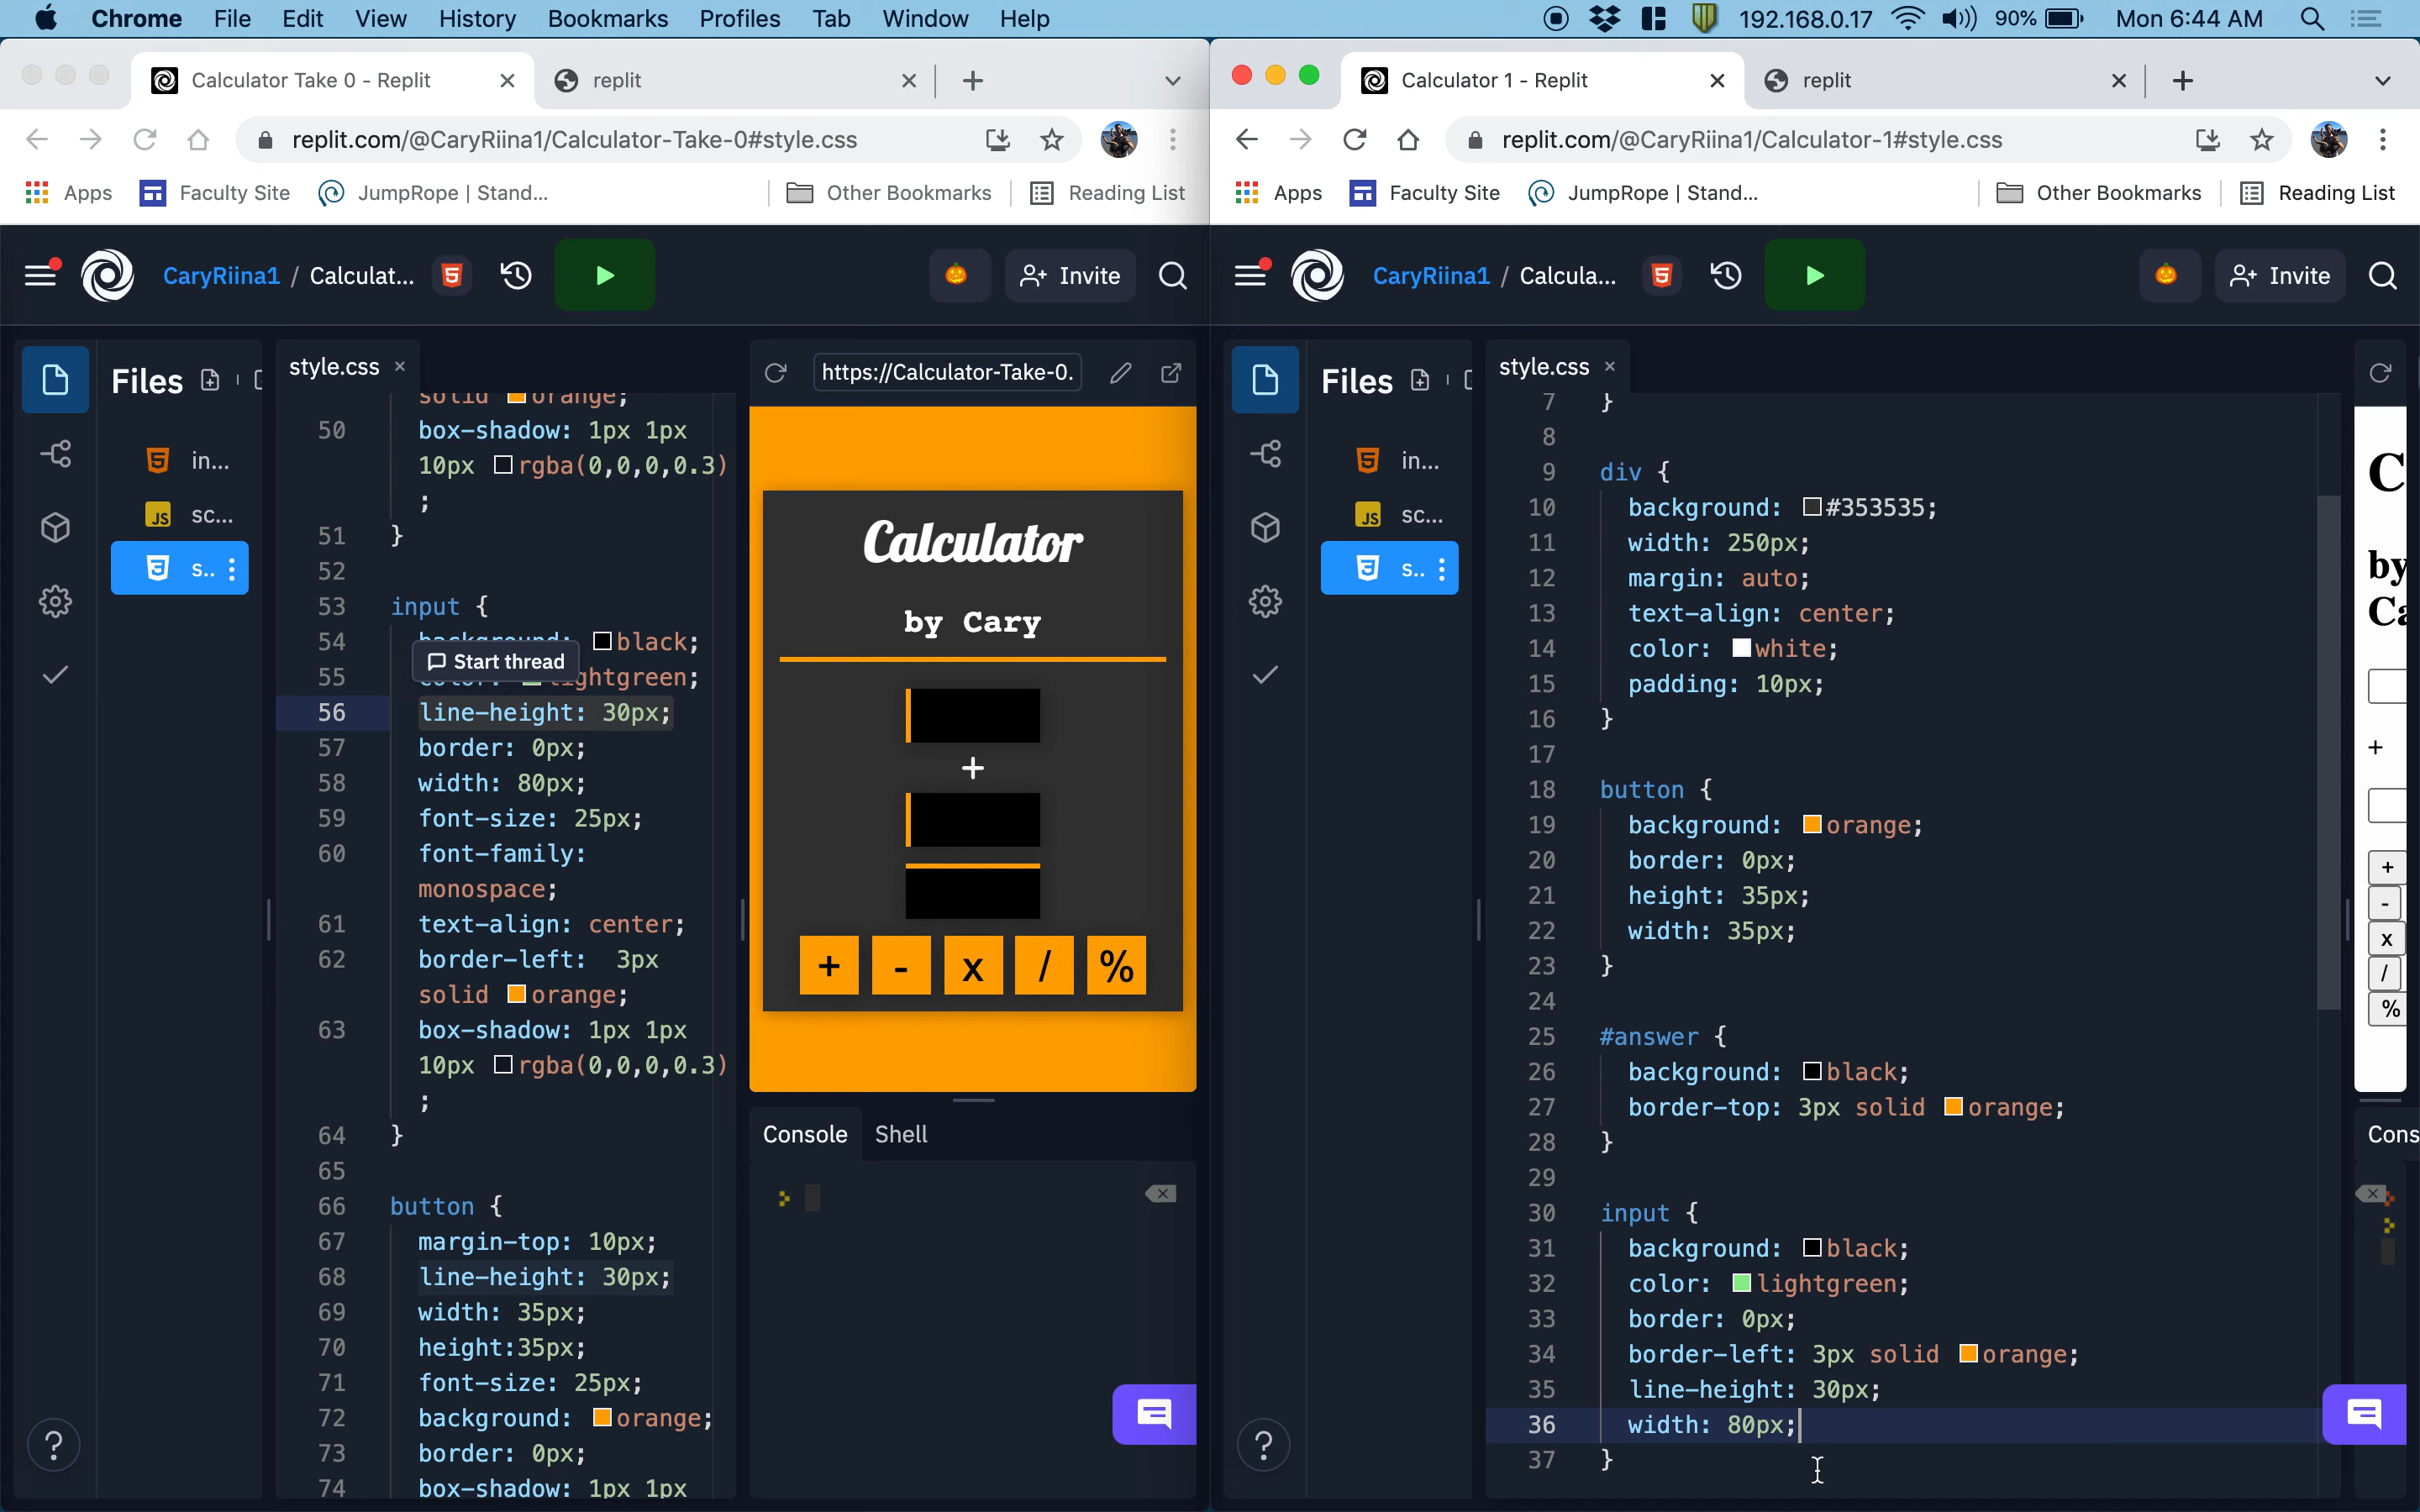 Chrome File Edit View History Bookmarks Profiles Tab Window Help
192.168.0.17 90% Mon 6:44 AM
Calculator Take 0 - Replit
replit
replit.com/@CaryRiina1/Calculator-Take-0#style.css
Apps Faculty Site JumpRope | Stand... Other Bookmarks Reading List
CaryRiina1 / Calculat... Invite
Files
in...
JS sc...
s..
style.css
solid orange;
50 box-shadow: 1px 1px
10px rgba(0,0,0,0.3)
;
51 }
52
53 input {
54 background: black;
Start thread
55 color: lightgreen;
56 line-height: 30px;
57 border: 0px;
58 width: 80px;
59 font-size: 25px;
60 font-family:
monospace;
61 text-align: center;
62 border-left: 3px
solid orange;
63 box-shadow: 1px 1px
10px rgba(0,0,0,0.3)
;
64 }
65
66 button {
67 margin-top: 10px;
68 line-height: 30px;
69 width: 35px;
70 height:35px;
71 font-size: 25px;
72 background: orange;
73 border: 0px;
74 box-shadow: 1px 1px
https://Calculator-Take-0.
Calculator
by Cary
+
+ - x / %
Console Shell
?
Calculator 1 - Replit
replit
replit.com/@CaryRiina1/Calculator-1#style.css
Apps Faculty Site JumpRope | Stand... Other Bookmarks Reading List
CaryRiina1 / Calcula... Invite
Files
in...
JS sc...
s..
style.css
7 }
8
9 div {
10 background: #353535;
11 width: 250px;
12 margin: auto;
13 text-align: center;
14 color: white;
15 padding: 10px;
16 }
17
18 button {
19 background: orange;
20 border: 0px;
21 height: 35px;
22 width: 35px;
23 }
24
25 #answer {
26 background: black;
27 border-top: 3px solid orange;
28 }
29
30 input {
31 background: black;
32 color: lightgreen;
33 border: 0px;
34 border-left: 3px solid orange;
35 line-height: 30px;
36 width: 80px;
37 }
C
by
Ca
+
+
-
x
/
%
Cons
?